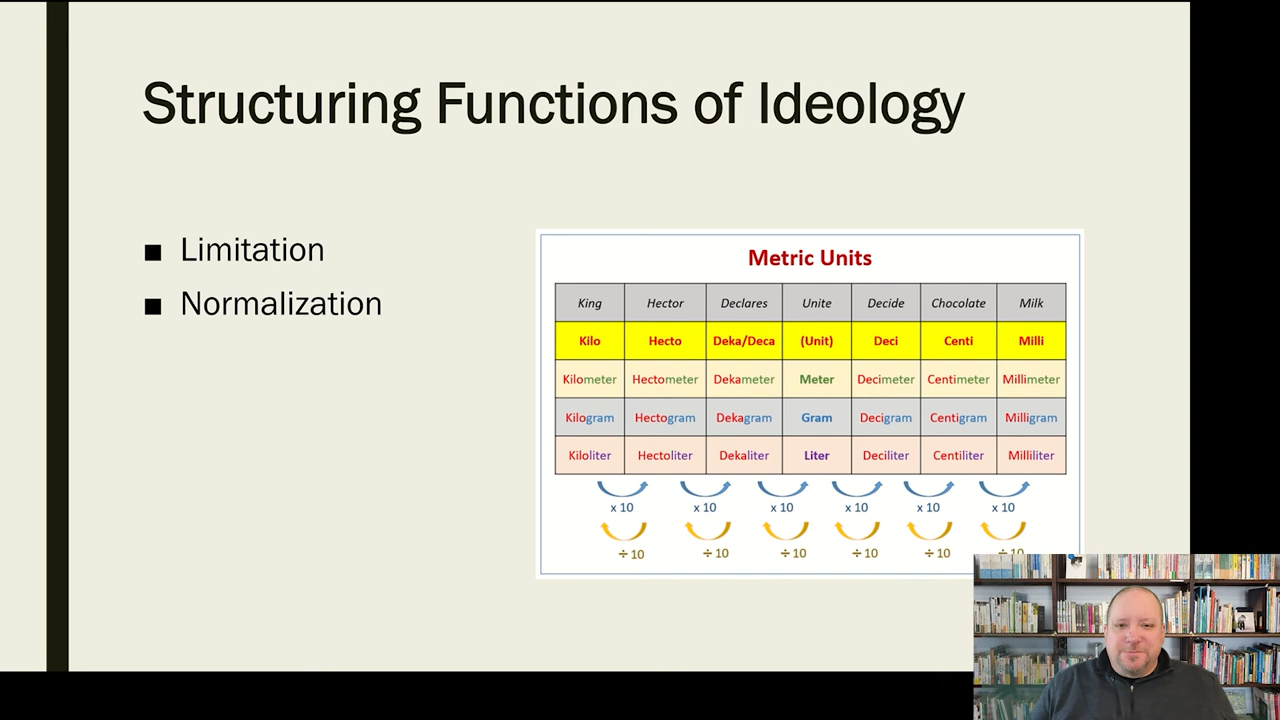 Structuring Functions of Ideology
■ Limitation
■ Normalization
Metric Units
King Hector Declares Unite Decide Chocolate Milk
Kilo Hecto Deka/Deca (Unit) Deci Centi Milli
Kilometer Hectometer Dekameter Meter Decimeter Centimeter Millimeter
Kilogram Hectogram Dekagram Gram Decigram Centigram Milligram
Kiloliter Hectoliter Dekaliter Liter Deciliter Centiliter Milliliter
x 10 x 10 x 10 x 10 x 10 x 10
÷ 10 ÷ 10 ÷ 10 ÷ 10 ÷ 10 ÷ 10